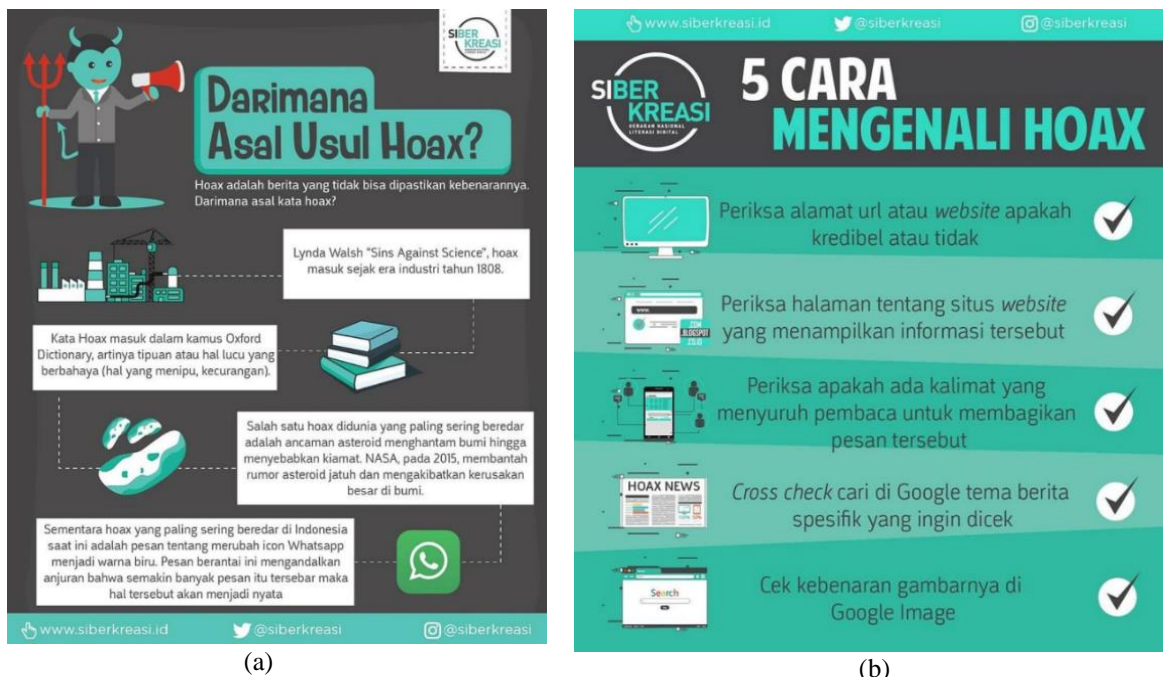 SIBER
KREASI
Darimana
Asal Usul Hoax?
Hoax adalah berita yang tidak bisa dipastikan kebenarannya.
Darimana asal kata hoax?
Lynda Walsh "Sins Against Science", hoax
masuk sejak era industri tahun 1808.
Kata Hoax masuk dalam kamus Oxford
Dictionary, artinya tipuan atau hal lucu yang
berbahaya (hal yang menipu, kecurangan).
Salah satu hoax didunia yang paling sering beredar
adalah ancaman asteroid menghantam bumi hingga
menyebabkan kiamat. NASA, pada 2015, membantah
rumor asteroid jatuh dan mengakibatkan kerusakan
besar di bumi.
Sementara hoax yang paling sering beredar di Indonesia
saat ini adalah pesan tentang merubah icon Whatsapp
menjadi warna biru. Pesan berantai ini mengandalkan
anjuran bahwa semakin banyak pesan itu tersebar maka
hal tersebut akan menjadi nyata
www.siberkreasi.id
@siberkreasi
@siberkreasi
(a)
www.siberkreasi.id
@siberkreasi
@siberkreasi
SIBER
KREASI
GERAKAN NASIONAL
LITERASI DIGITAL
5 CARA
MENGENALI HOAX
Periksa alamat url atau website apakah
kredibel atau tidak
Periksa halaman tentang situs website
yang menampilkan informasi tersebut
WWW.
.COM
.BLOGSPOT
.CO.ID
Periksa apakah ada kalimat yang
menyuruh pembaca untuk membagikan
pesan tersebut
HOAX NEWS
Cross check cari di Google tema berita
spesifik yang ingin dicek
Search
Cek kebenaran gambarnya di
Google Image
(b)